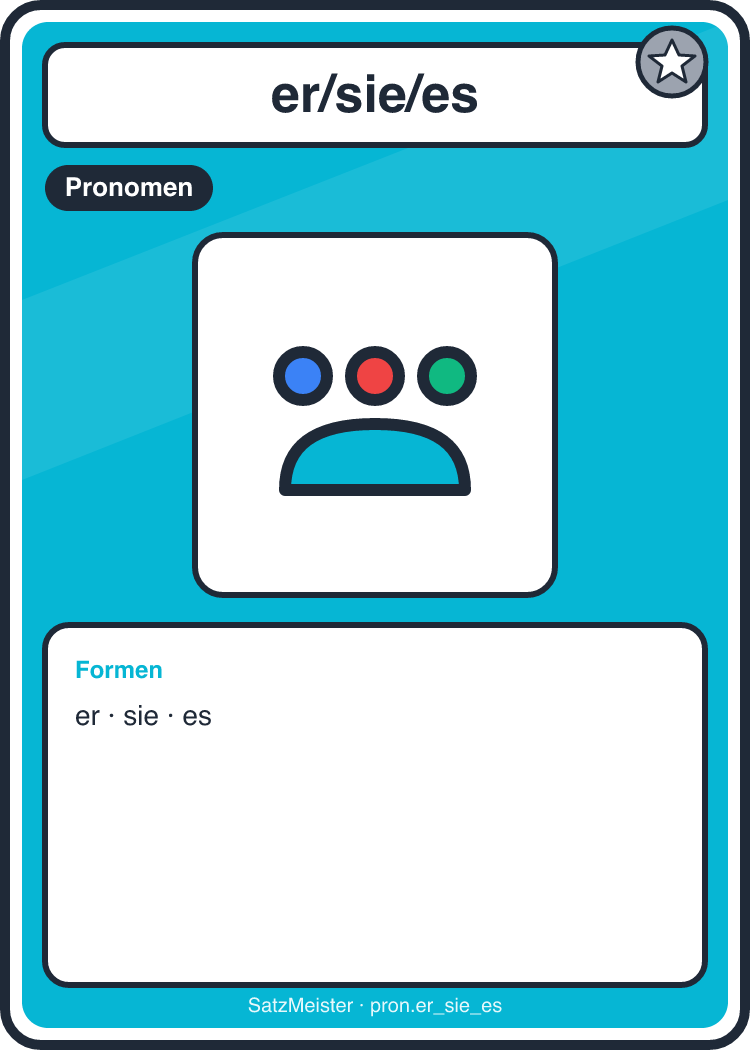 er/sie/es
Pronomen
Formen
er · sie · es
SatzMeister · pron.er_sie_es